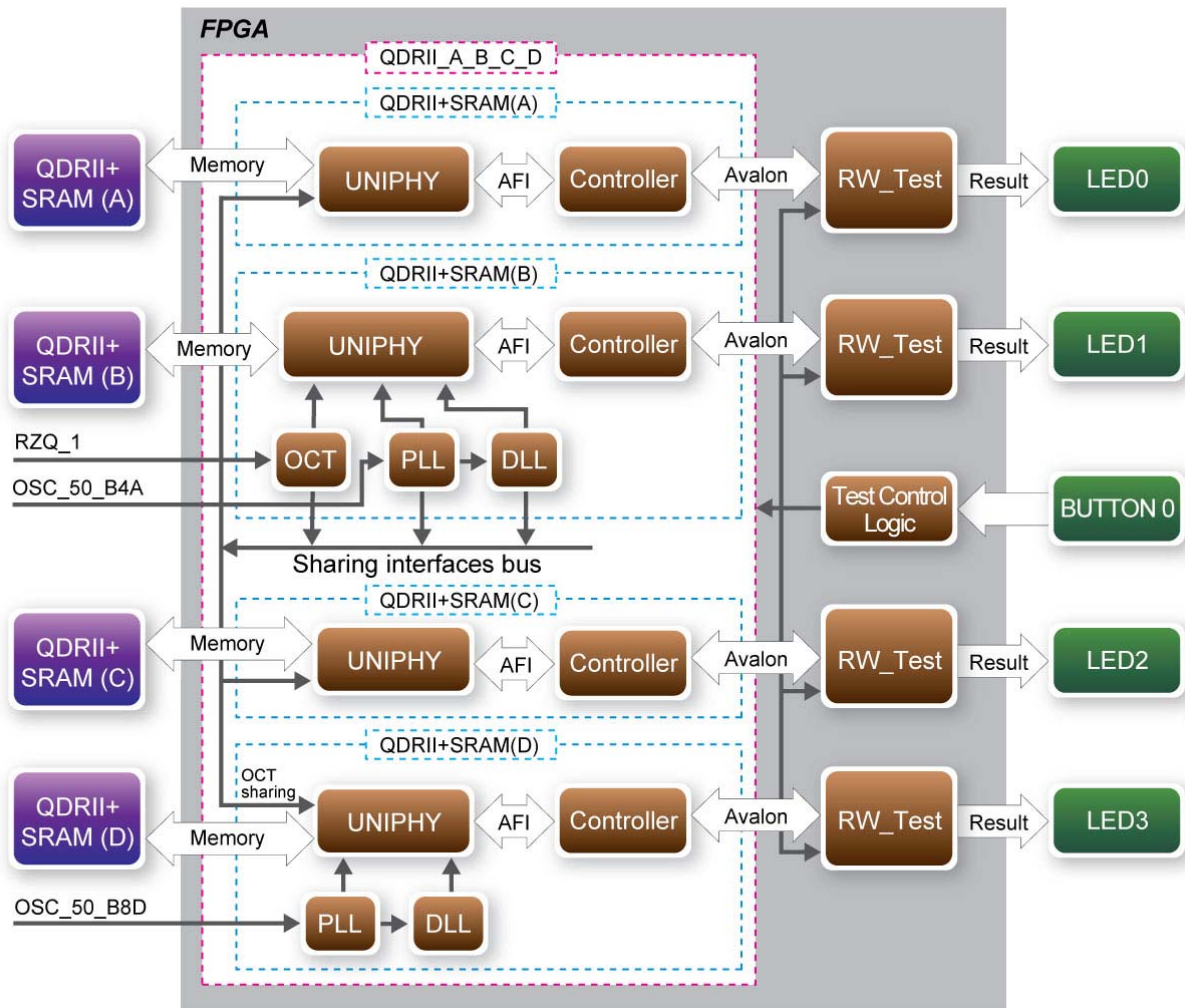 FPGA
QDRII_A_B_C_D
QDRII+SRAM(A)
QDRII+
SRAM (A)
Memory
UNIPHY
AFI
Controller
Avalon
RW_Test
Result
LED0
QDRII+SRAM(B)
QDRII+
SRAM (B)
Memory
UNIPHY
AFI
Controller
Avalon
RW_Test
Result
LED1
RZQ_1
OCT
PLL
DLL
OSC_50_B4A
Test Control
Logic
BUTTON 0
Sharing interfaces bus
QDRII+SRAM(C)
QDRII+
SRAM (C)
Memory
UNIPHY
AFI
Controller
Avalon
RW_Test
Result
LED2
QDRII+SRAM(D)
OCT
sharing
QDRII+
SRAM (D)
Memory
UNIPHY
AFI
Controller
Avalon
RW_Test
Result
LED3
OSC_50_B8D
PLL
DLL